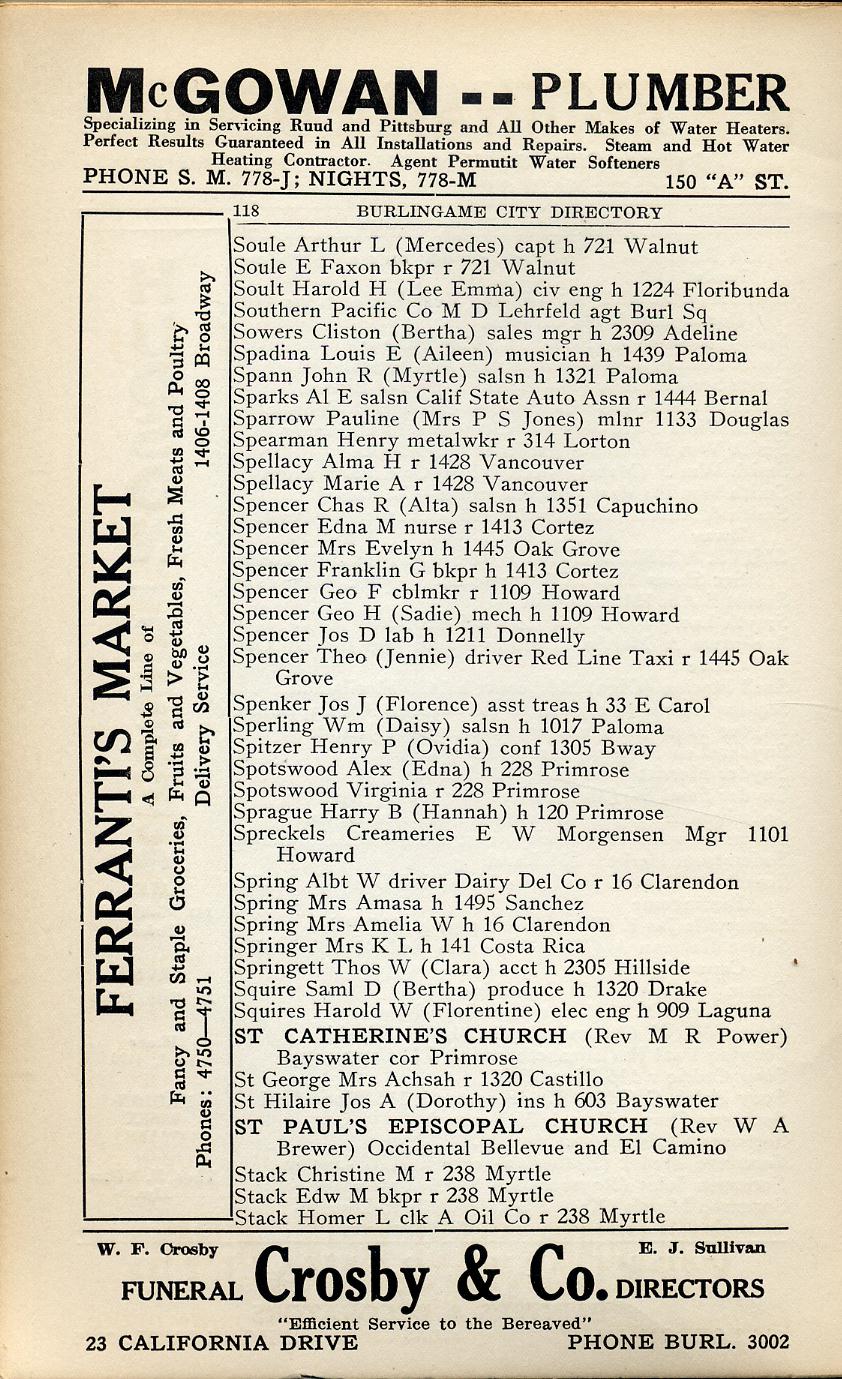 McGOWAN -- PLUMBER
Specializing in Servicing Ruud and Pittsburg and All Other Makes of Water Heaters.
Perfect Results Guaranteed in All Installations and Repairs. Steam and Hot Water
Heating Contractor. Agent Permutit Water Softeners
PHONE S. M. 778-J; NIGHTS, 778-M 150 "A" ST.
FERRANTI'S MARKET
A Complete Line of
Fancy and Staple Groceries, Fruits and Vegetables, Fresh Meats and Poultry
Phones: 4750—4751 Delivery Service 1406-1408 Broadway
118 BURLINGAME CITY DIRECTORY
Soule Arthur L (Mercedes) capt h 721 Walnut
Soule E Faxon bkpr r 721 Walnut
Soult Harold H (Lee Emma) civ eng h 1224 Floribunda
Southern Pacific Co M D Lehrfeld agt Burl Sq
Sowers Cliston (Bertha) sales mgr h 2309 Adeline
Spadina Louis E (Aileen) musician h 1439 Paloma
Spann John R (Myrtle) salsn h 1321 Paloma
Sparks Al E salsn Calif State Auto Assn r 1444 Bernal
Sparrow Pauline (Mrs P S Jones) mlnr 1133 Douglas
Spearman Henry metalwkr r 314 Lorton
Spellacy Alma H r 1428 Vancouver
Spellacy Marie A r 1428 Vancouver
Spencer Chas R (Alta) salsn h 1351 Capuchino
Spencer Edna M nurse r 1413 Cortez
Spencer Mrs Evelyn h 1445 Oak Grove
Spencer Franklin G bkpr h 1413 Cortez
Spencer Geo F cblmkr r 1109 Howard
Spencer Geo H (Sadie) mech h 1109 Howard
Spencer Jos D lab h 1211 Donnelly
Spencer Theo (Jennie) driver Red Line Taxi r 1445 Oak
Grove
Spenker Jos J (Florence) asst treas h 33 E Carol
Sperling Wm (Daisy) salsn h 1017 Paloma
Spitzer Henry P (Ovidia) conf 1305 Bway
Spotswood Alex (Edna) h 228 Primrose
Spotswood Virginia r 228 Primrose
Sprague Harry B (Hannah) h 120 Primrose
Spreckels Creameries E W Morgensen Mgr 1101
Howard
Spring Albt W driver Dairy Del Co r 16 Clarendon
Spring Mrs Amasa h 1495 Sanchez
Spring Mrs Amelia W h 16 Clarendon
Springer Mrs K L h 141 Costa Rica
Springett Thos W (Clara) acct h 2305 Hillside
Squire Saml D (Bertha) produce h 1320 Drake
Squires Harold W (Florentine) elec eng h 909 Laguna
ST CATHERINE'S CHURCH (Rev M R Power)
Bayswater cor Primrose
St George Mrs Achsah r 1320 Castillo
St Hilaire Jos A (Dorothy) ins h 603 Bayswater
ST PAUL'S EPISCOPAL CHURCH (Rev W A
Brewer) Occidental Bellevue and El Camino
Stack Christine M r 238 Myrtle
Stack Edw M bkpr r 238 Myrtle
Stack Homer L clk A Oil Co r 238 Myrtle
W. F. Crosby E. J. Sullivan
FUNERAL Crosby & Co. DIRECTORS
"Efficient Service to the Bereaved"
23 CALIFORNIA DRIVE PHONE BURL. 3002